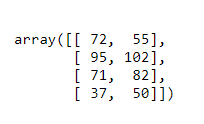 array([[ 72,  55],
       [ 95, 102],
       [ 71,  82],
       [ 37,  50]])